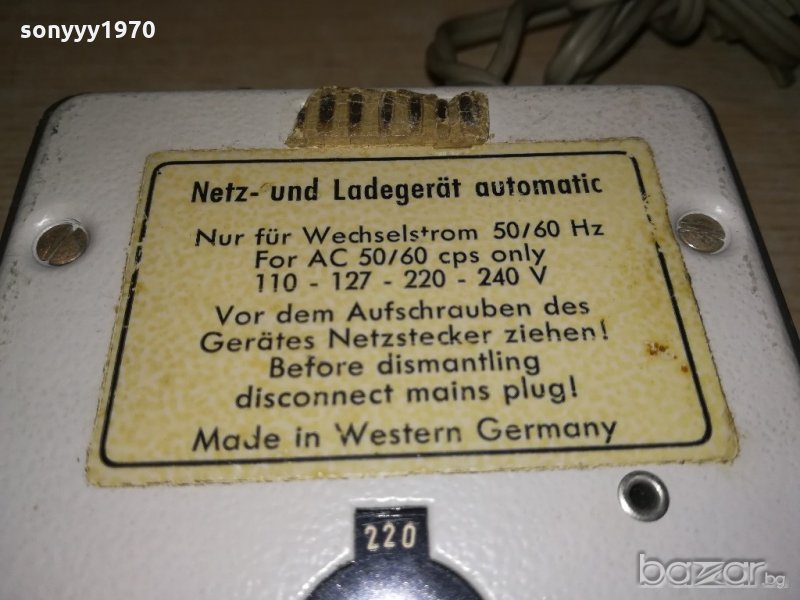 sonyyy1970
Netz- und Ladegerät automatic
Nur für Wechselstrom 50/60 Hz
For AC 50/60 cps only
110 - 127 - 220 - 240 V
Vor dem Aufschrauben des
Gerätes Netzstecker ziehen!
Before dismantling
disconnect mains plug!
Made in Western Germany
220
bazar.bg